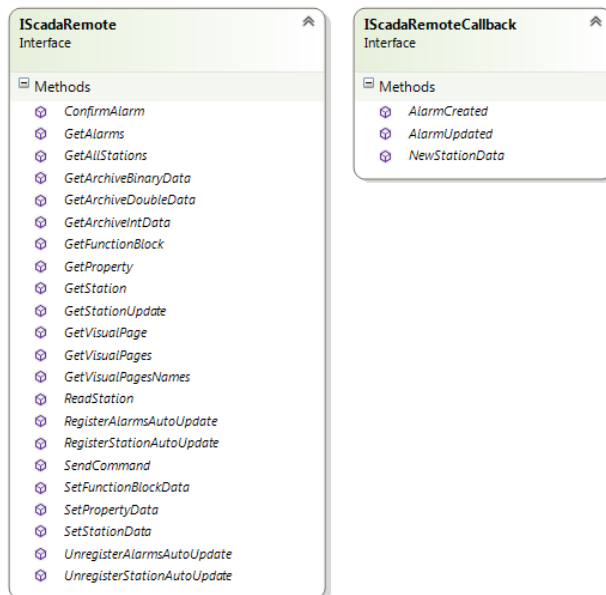 IScadaRemote
Interface
Methods
ConfirmAlarm
GetAlarms
GetAllStations
GetArchiveBinaryData
GetArchiveDoubleData
GetArchiveIntData
GetFunctionBlock
GetProperty
GetStation
GetStationUpdate
GetVisualPage
GetVisualPages
GetVisualPagesNames
ReadStation
RegisterAlarmsAutoUpdate
RegisterStationAutoUpdate
SendCommand
SetFunctionBlockData
SetPropertyData
SetStationData
UnregisterAlarmsAutoUpdate
UnregisterStationAutoUpdate
IScadaRemoteCallback
Interface
Methods
AlarmCreated
AlarmUpdated
NewStationData